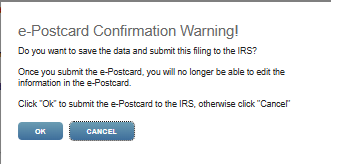 e-Postcard Confirmation Warning!
Do you want to save the data and submit this filing to the IRS?
Once you submit the e-Postcard, you will no longer be able to edit the
information in the e-Postcard.
Click "Ok" to submit the e-Postcard to the IRS, otherwise click "Cancel"
OK CANCEL